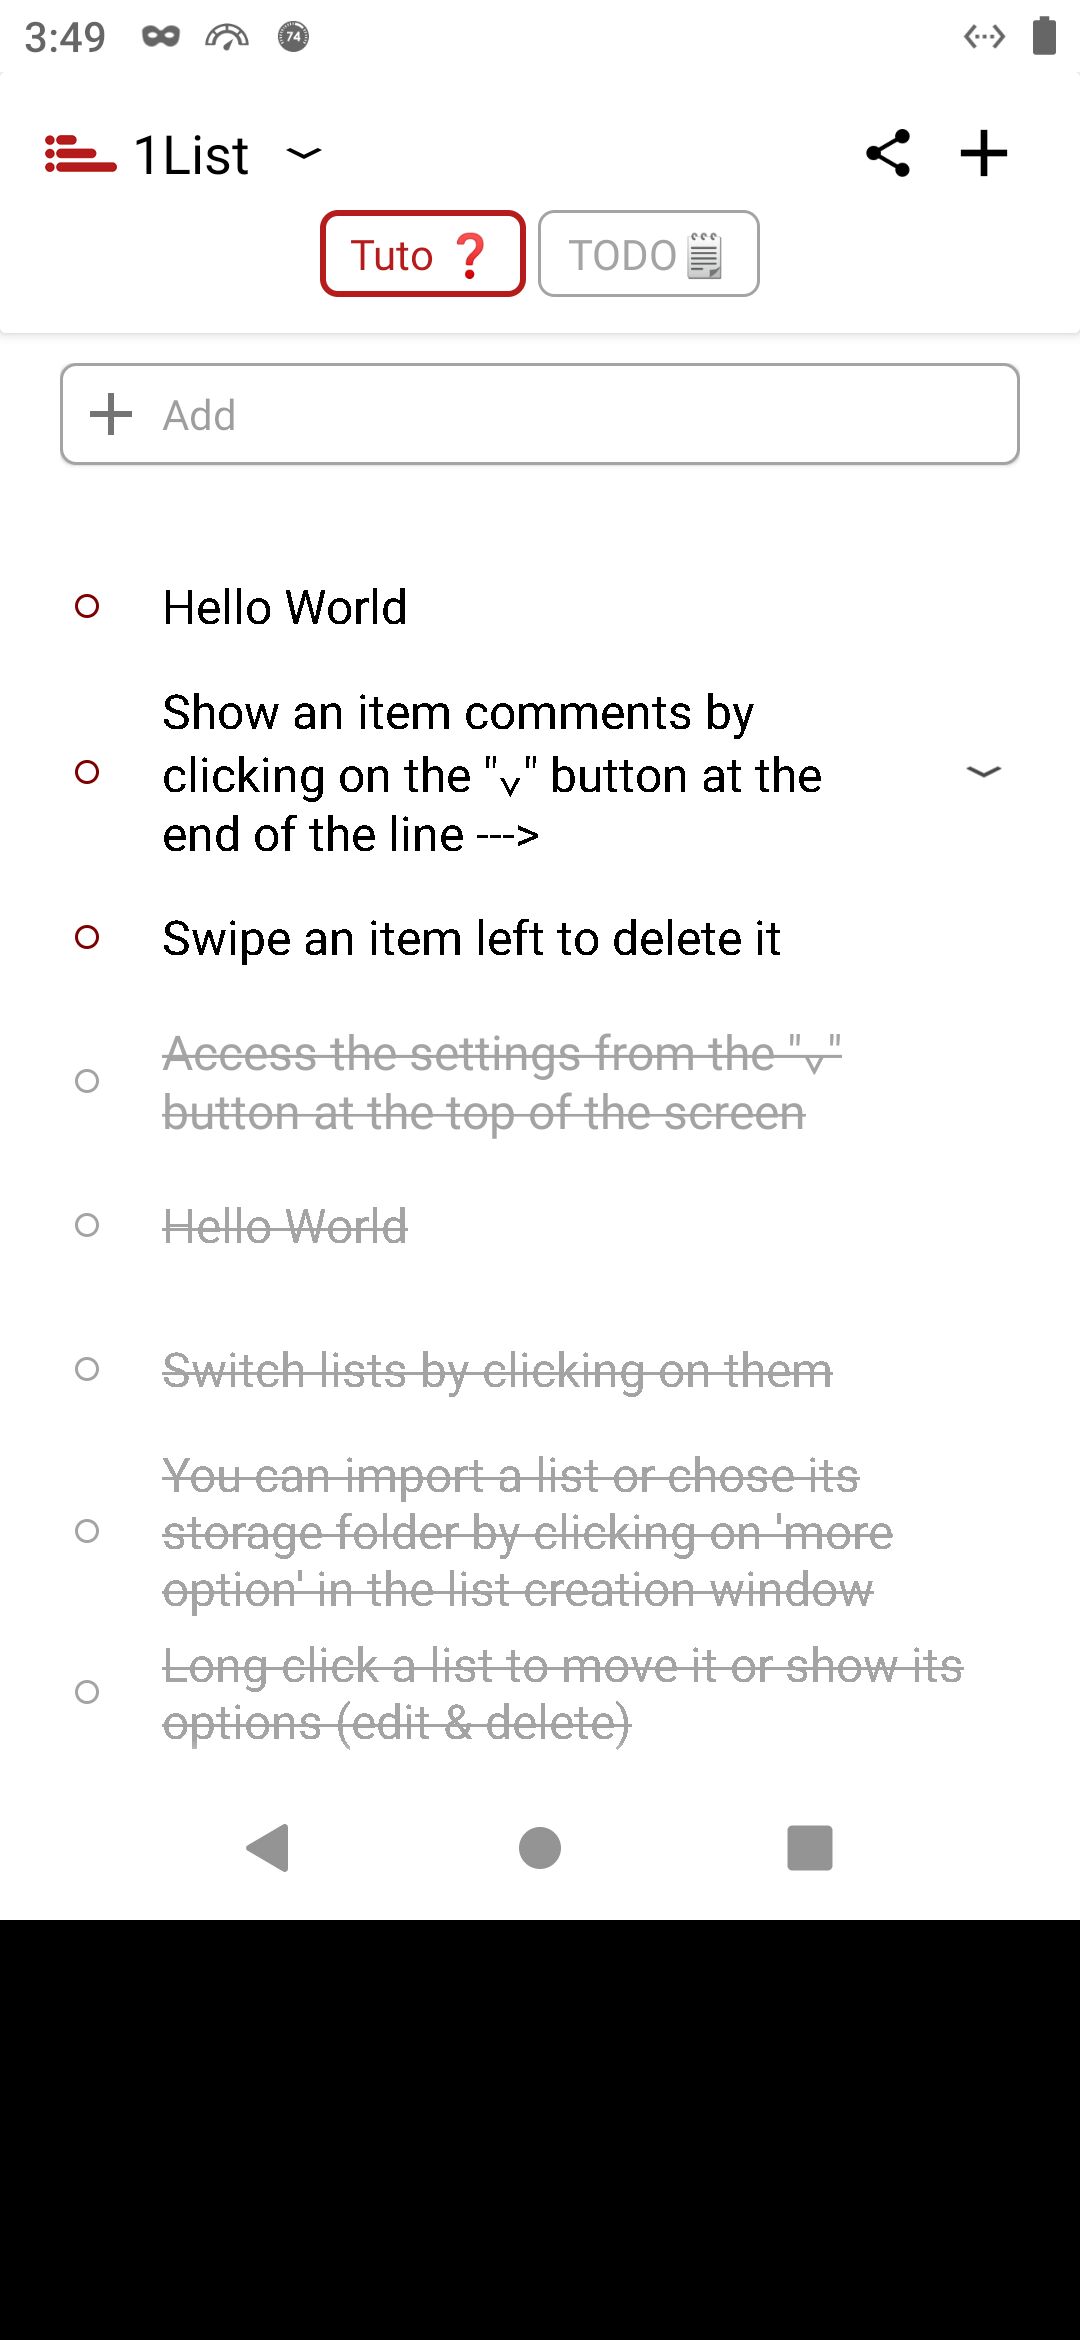 3:49
74
1List
Tuto ❓
TODO🗒
Add
Hello World
Show an item comments by
clicking on the "˅" button at the
end of the line --->
Swipe an item left to delete it
Access the settings from the "˅"
button at the top of the screen
Hello World
Switch lists by clicking on them
You can import a list or chose its
storage folder by clicking on 'more
option' in the list creation window
Long click a list to move it or show its
options (edit & delete)